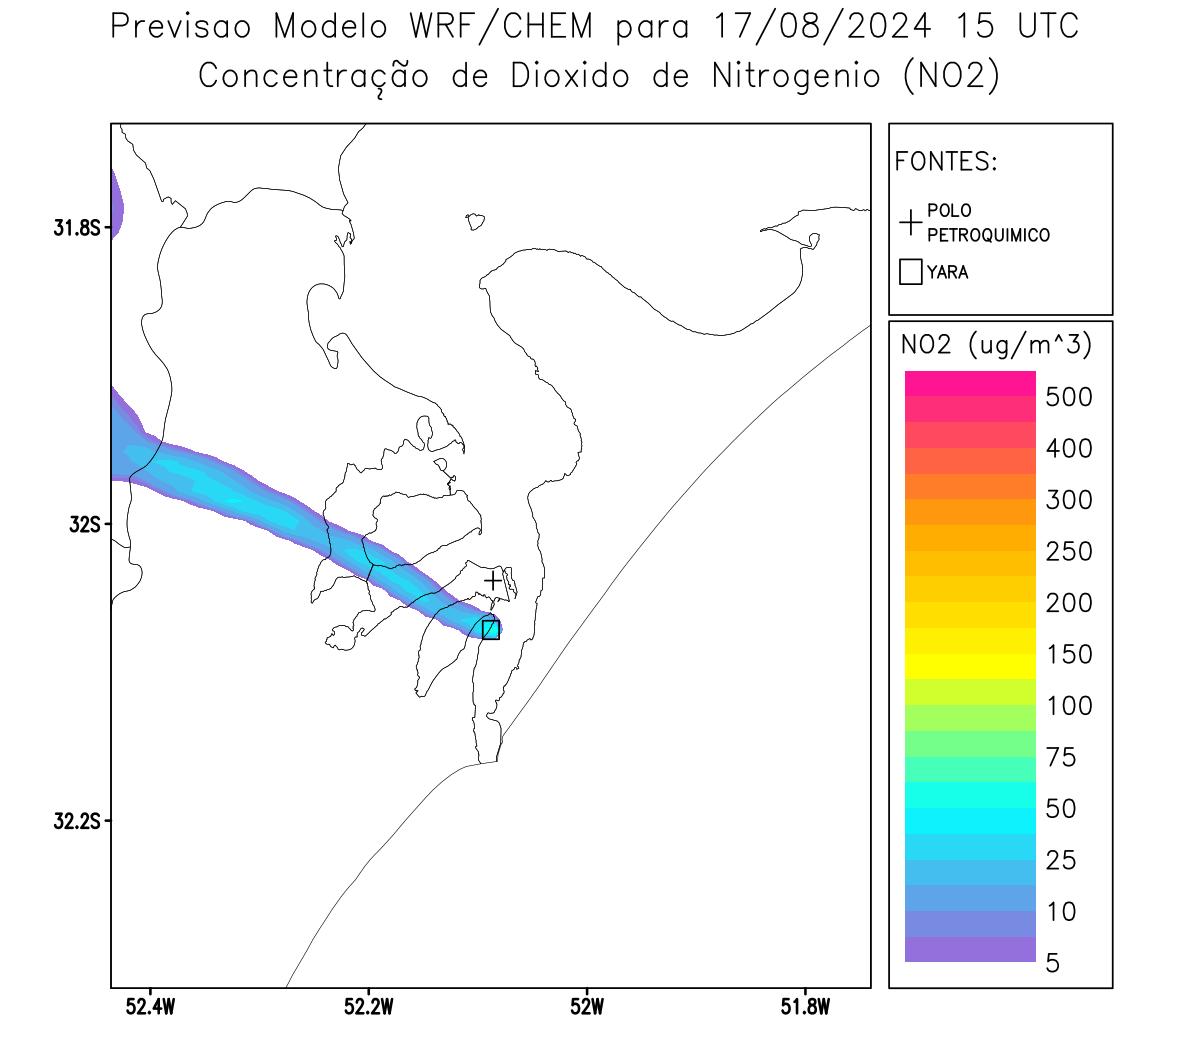 Previsao Modelo WRF/CHEM para 17/08/2024 15 UTC
Concentração de Dioxido de Nitrogenio (NO2)
FONTES:
POLO
PETROQUIMICO
YARA
NO2 (ug/m^3)
500
400
300
250
200
150
100
75
50
25
10
5
31.8S
32S
32.2S
52.4W
52.2W
52W
51.8W